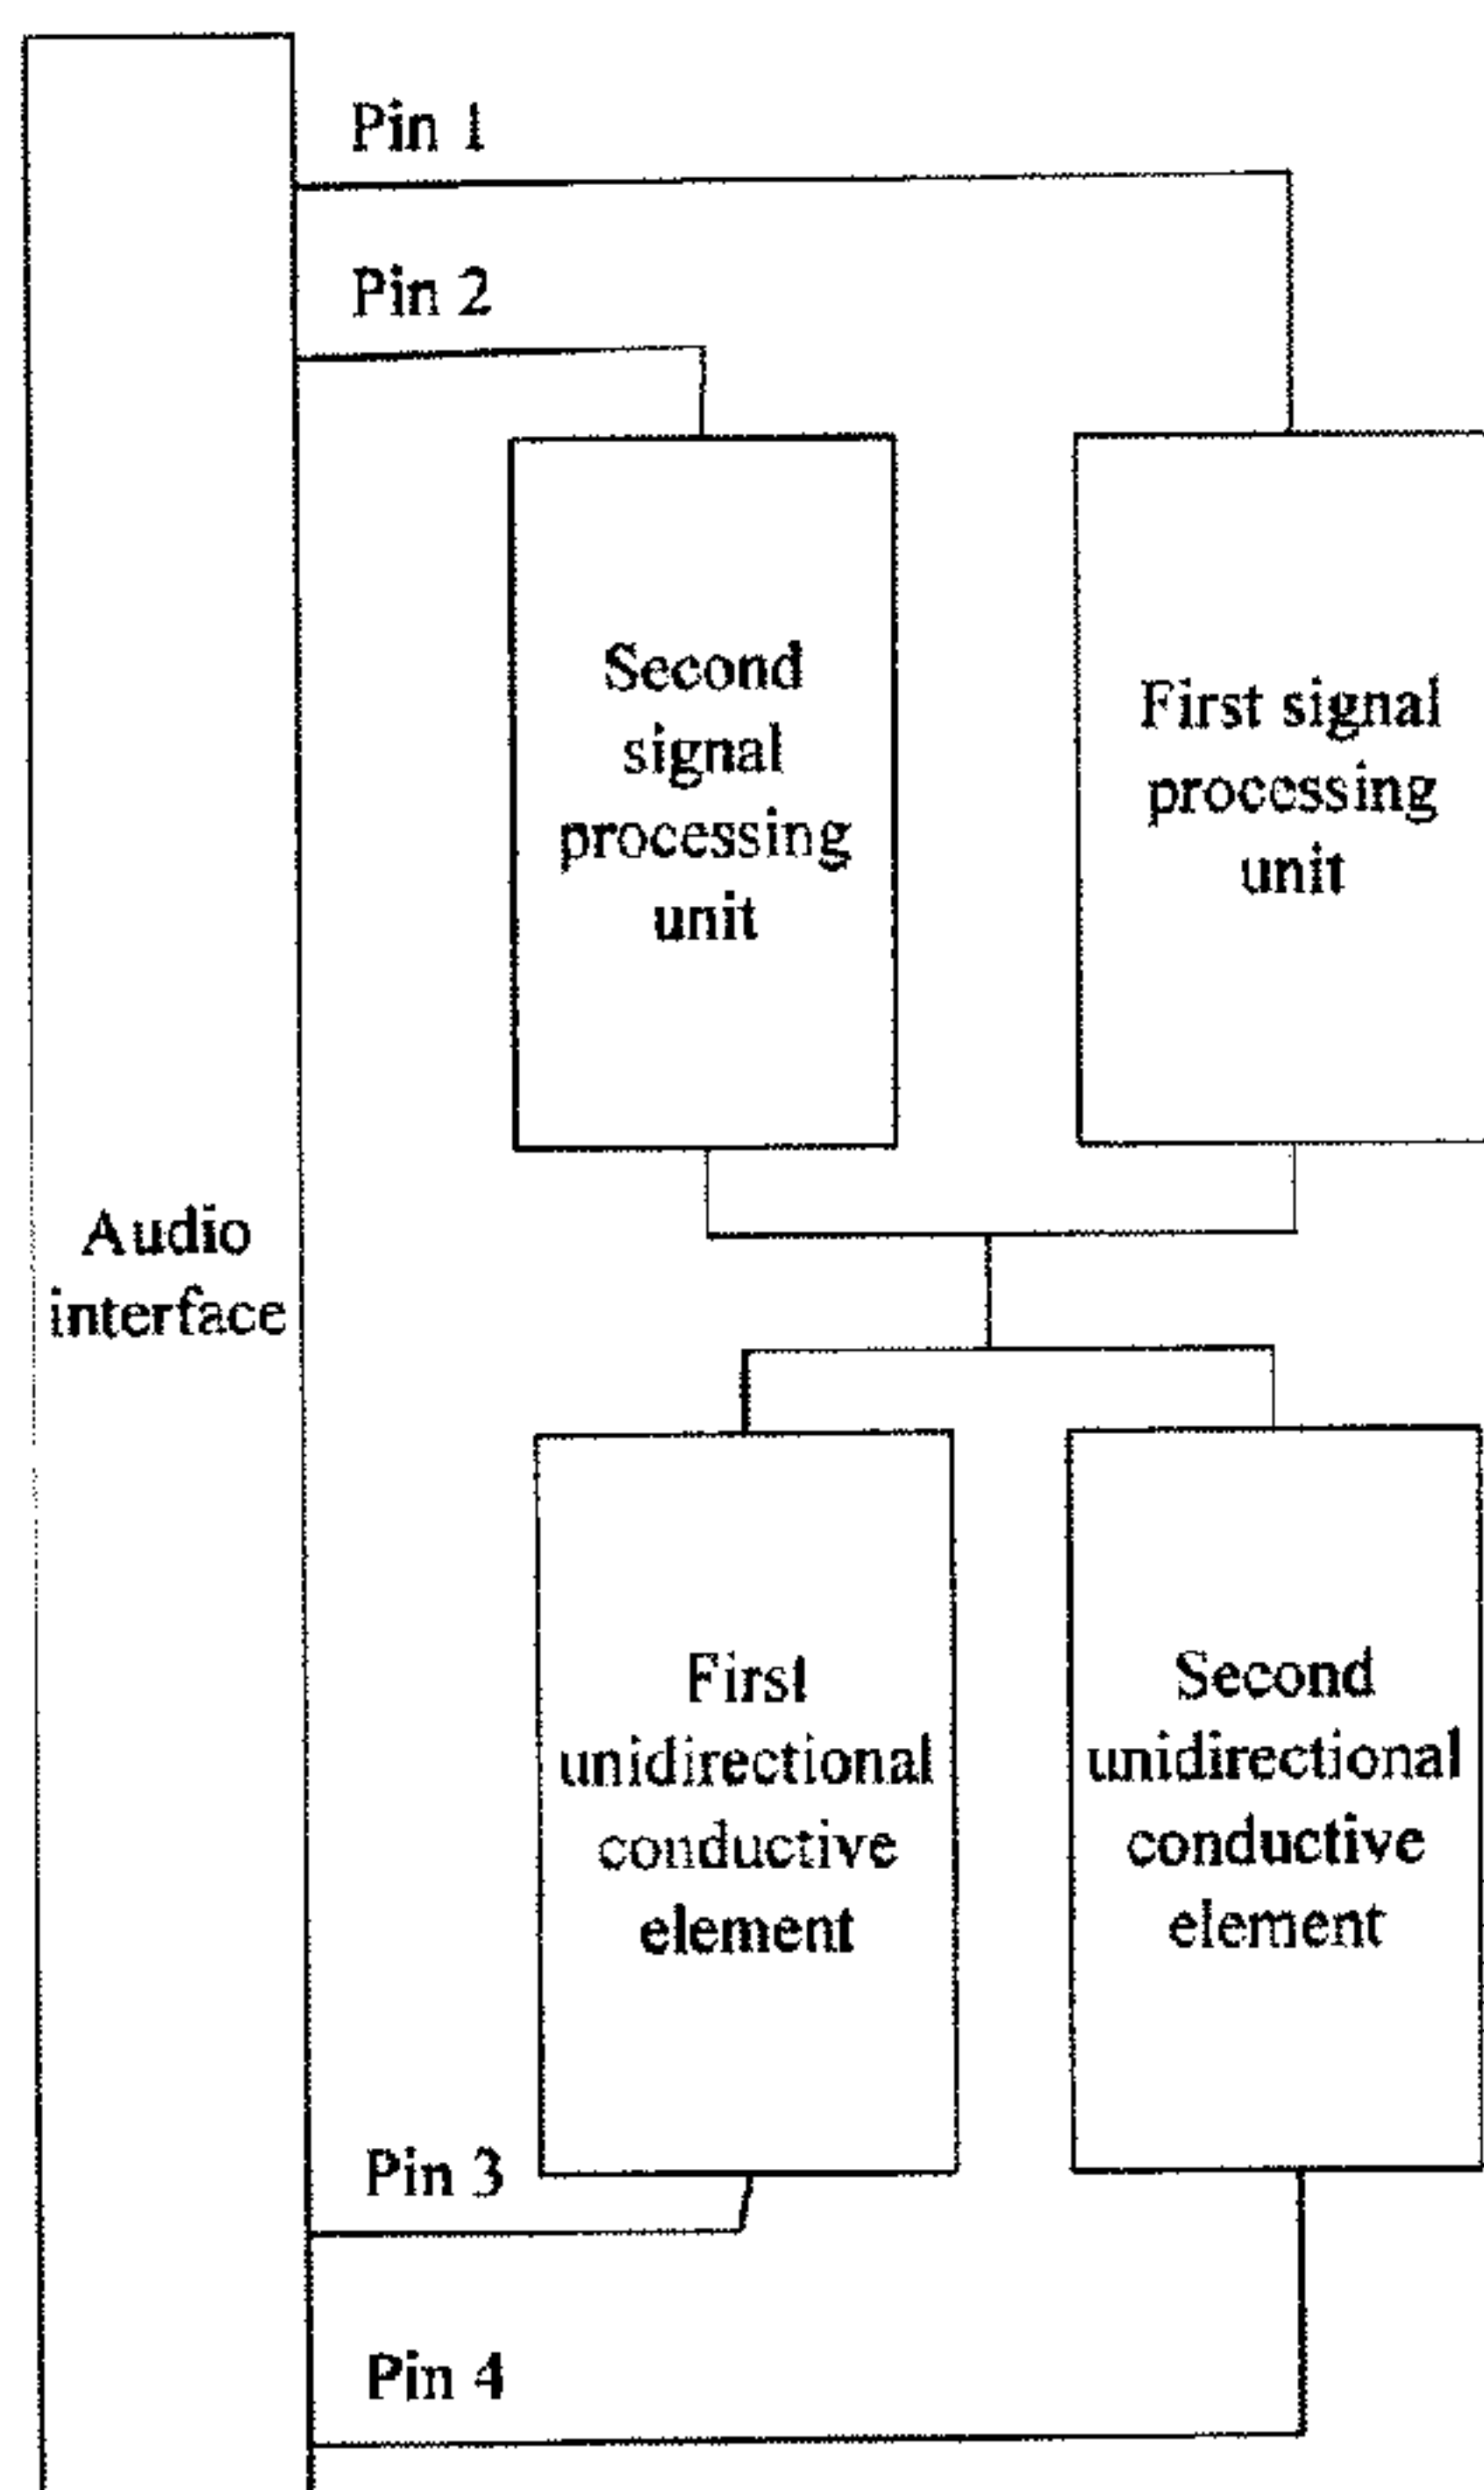 Pin 1
Pin 2
Second
signal
processing
unit
First signal
processing
unit
Audio
interface
First
unidirectional
conductive
element
Second
unidirectional
conductive
element
Pin 3
Pin 4